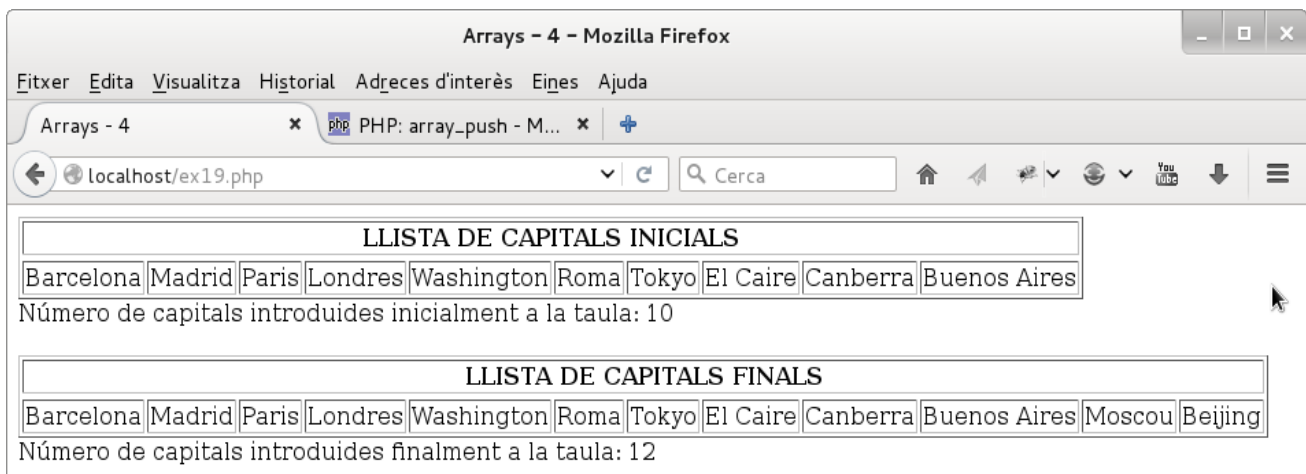 Arrays - 4 - Mozilla Firefox
Fitxer Edita Visualitza Historial Adreces d'interès Eines Ajuda
Arrays - 4
php PHP: array_push - M...
localhost/ex19.php
Cerca
You Tube
LLISTA DE CAPITALS INICIALS
Barcelona Madrid Paris Londres Washington Roma Tokyo El Caire Canberra Buenos Aires
Número de capitals introduides inicialment a la taula: 10
LLISTA DE CAPITALS FINALS
Barcelona Madrid Paris Londres Washington Roma Tokyo El Caire Canberra Buenos Aires Moscou Beijing
Número de capitals introduides finalment a la taula: 12